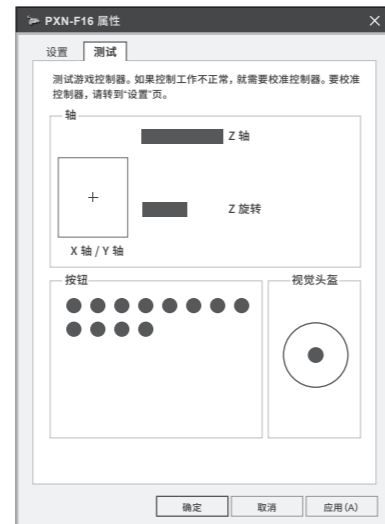 PXN-F16 属性
设置
测试
测试游戏控制器。如果控制工作不正常，就需要校准控制器。要校准
控制器，请转到“设置”页。
轴
Z 轴
Z 旋转
X 轴 / Y 轴
按钮
视觉头盔
确定
取消
应用(A)